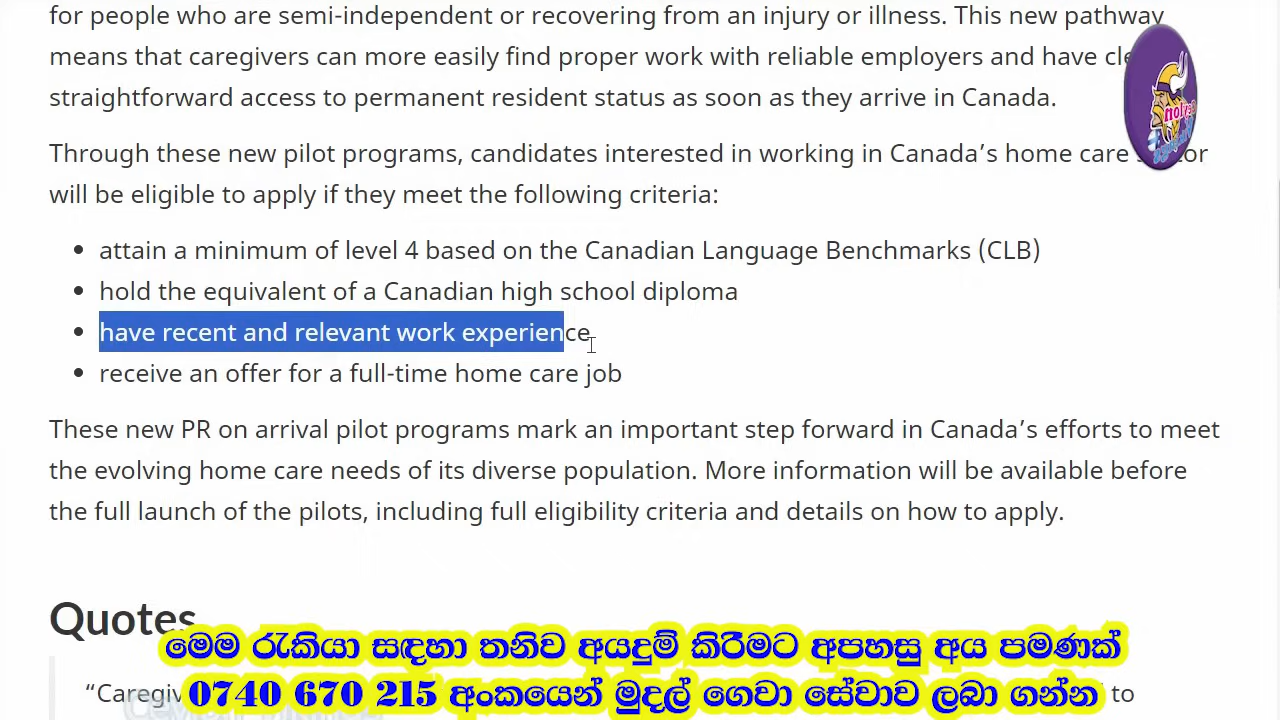 for people who are semi-independent or recovering from an injury or illness. This new pathway
means that caregivers can more easily find proper work with reliable employers and have
straightforward access to permanent resident status as soon as they arrive in Canada.
Through these new pilot programs, candidates interested in working in Canada’s home care
will be eligible to apply if they meet the following criteria:
attain a minimum of level 4 based on the Canadian Language Benchmarks (CLB)
hold the equivalent of a Canadian high school diploma
have recent and relevant work experience
receive an offer for a full-time home care job
These new PR on arrival pilot programs mark an important step forward in Canada’s efforts to meet
the evolving home care needs of its diverse population. More information will be available before
the full launch of the pilots, including full eligibility criteria and details on how to apply.
Quotes
මෙම රැකියා සඳහා තනිව අයදුම් කිරීමට අපහසු අය පමණක්
0740 670 215 අංකයෙන් මුදල් ගෙවා සේවාව ලබා ගන්න
to